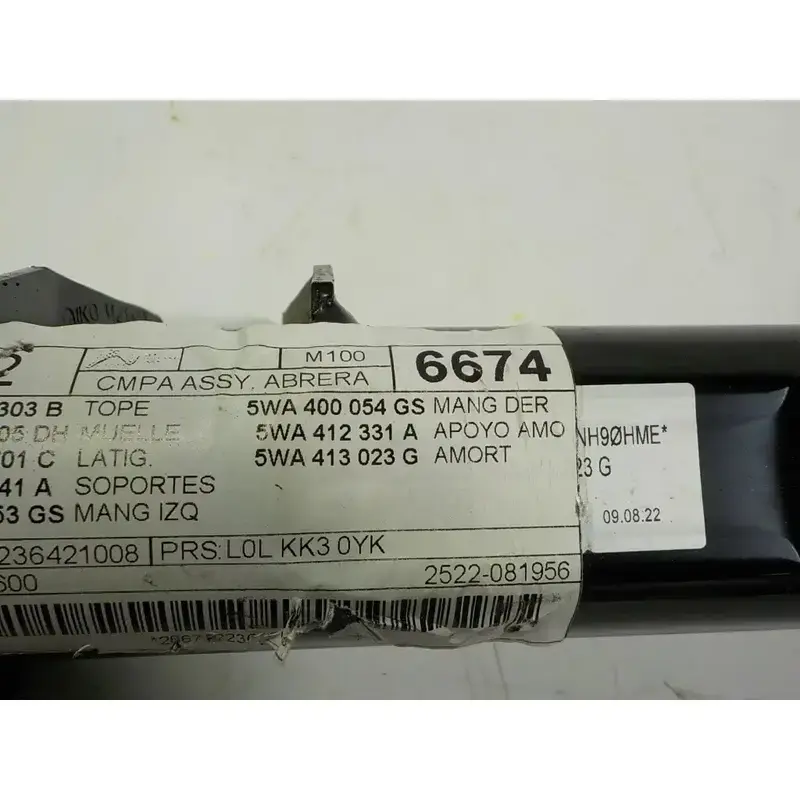 2 M100 6674
CMPA ASSY. ABRERA
303 B TOPE 5WA 400 054 GS MANG DER
05 DH MUELLE 5WA 412 331 A APOYO AMO
701 C LATIG. 5WA 413 023 G AMORT
41 A SOPORTES
53 GS MANG IZQ
236421008 PRS:L0L KK3 0YK
600 2522-081956
NH9ØHME*
23 G
09.08.22